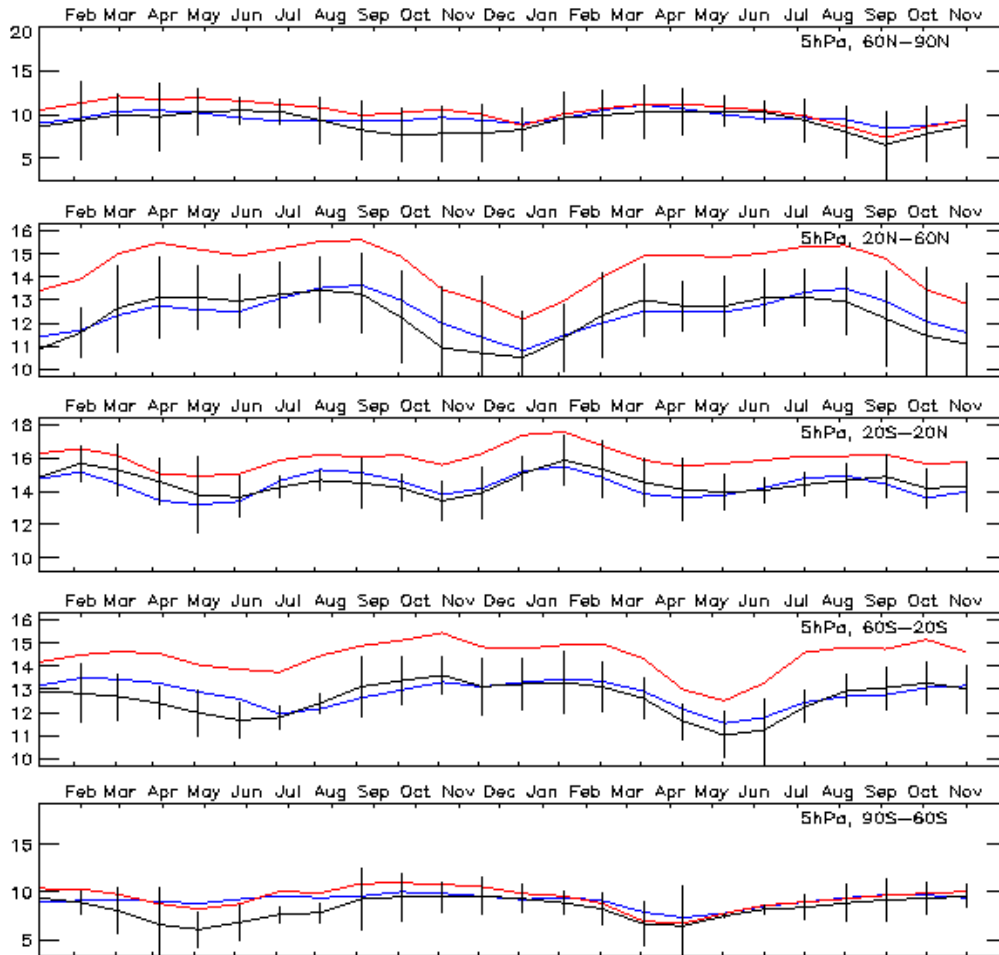 Feb Mar Apr May Jun Jul Aug Sep Oct Nov Dec Jan Feb Mar Apr May Jun Jul Aug Sep Oct Nov
20
5hPa, 60N-90N
15
10
5
Feb Mar Apr May Jun Jul Aug Sep Oct Nov Dec Jan Feb Mar Apr May Jun Jul Aug Sep Oct Nov
16
5hPa, 20N-60N
15
14
13
12
11
10
Feb Mar Apr May Jun Jul Aug Sep Oct Nov Dec Jan Feb Mar Apr May Jun Jul Aug Sep Oct Nov
18
5hPa, 20S-20N
16
14
12
10
Feb Mar Apr May Jun Jul Aug Sep Oct Nov Dec Jan Feb Mar Apr May Jun Jul Aug Sep Oct Nov
16
5hPa, 60S-20S
15
14
13
12
11
10
Feb Mar Apr May Jun Jul Aug Sep Oct Nov Dec Jan Feb Mar Apr May Jun Jul Aug Sep Oct Nov
5hPa, 90S-60S
15
10
5